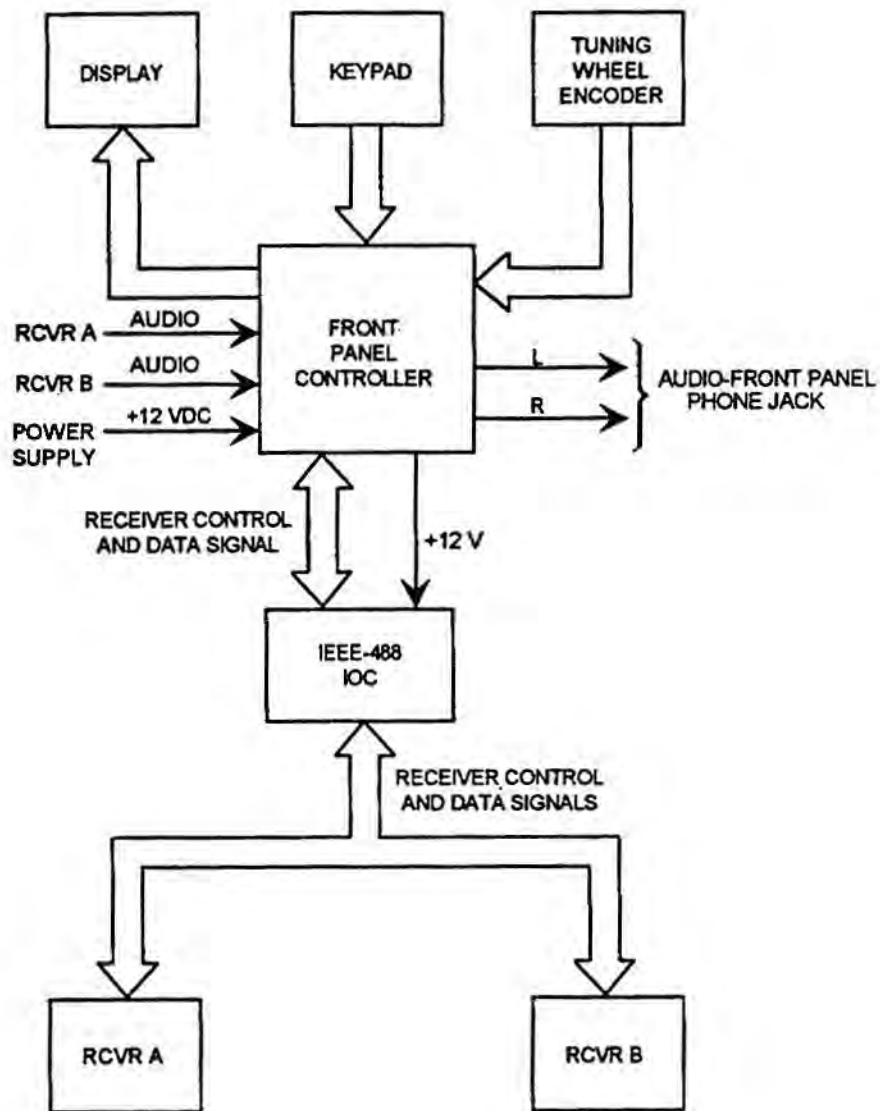 DISPLAY
KEYPAD
TUNING
WHEEL
ENCODER
RCVR A
AUDIO
RCVR B
AUDIO
POWER
SUPPLY
+12 VDC
FRONT
PANEL
CONTROLLER
L
R
AUDIO-FRONT PANEL
PHONE JACK
RECEIVER CONTROL
AND DATA SIGNAL
+12 V
IEEE-488
IOC
RECEIVER CONTROL
AND DATA SIGNALS
RCVR A
RCVR B